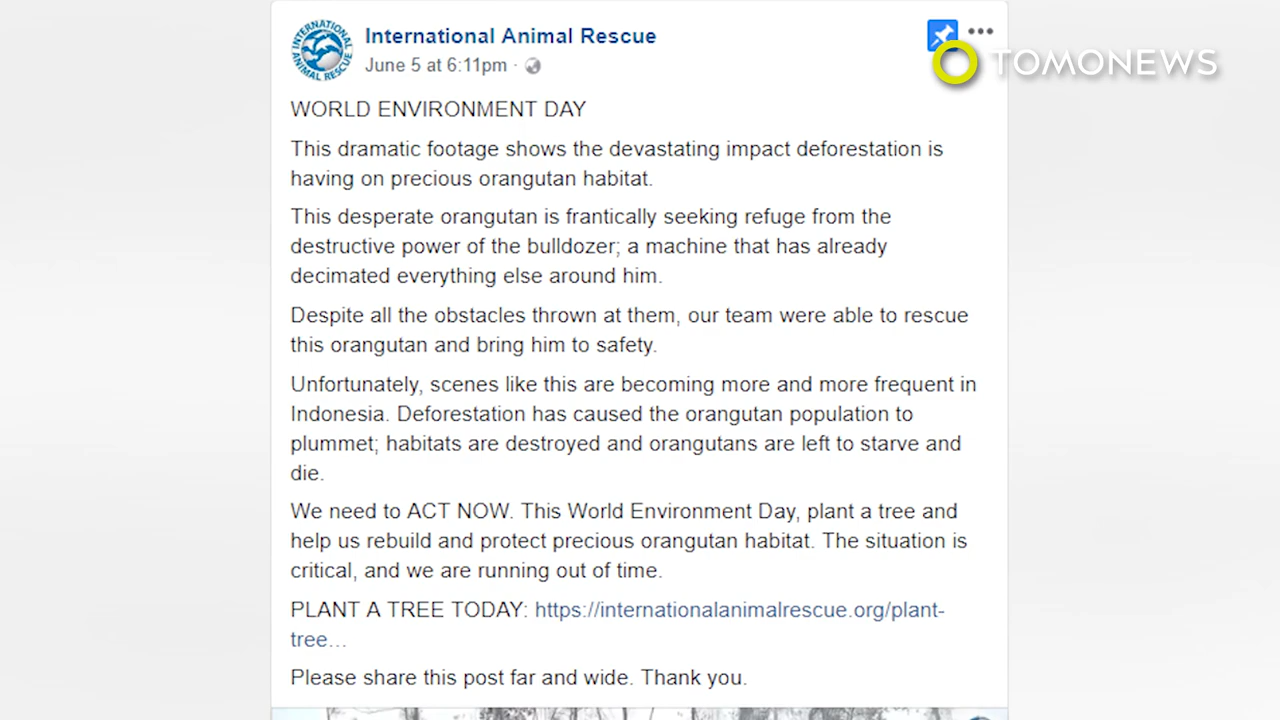 International Animal Rescue
June 5 at 6:11pm ·
INTERNATIONAL
ANIMAL RESCUE
TOMONEWS
WORLD ENVIRONMENT DAY
This dramatic footage shows the devastating impact deforestation is
having on precious orangutan habitat.
This desperate orangutan is frantically seeking refuge from the
destructive power of the bulldozer; a machine that has already
decimated everything else around him.
Despite all the obstacles thrown at them, our team were able to rescue
this orangutan and bring him to safety.
Unfortunately, scenes like this are becoming more and more frequent in
Indonesia. Deforestation has caused the orangutan population to
plummet; habitats are destroyed and orangutans are left to starve and
die.
We need to ACT NOW. This World Environment Day, plant a tree and
help us rebuild and protect precious orangutan habitat. The situation is
critical, and we are running out of time.
PLANT A TREE TODAY: https://internationalanimalrescue.org/plant-
tree...
Please share this post far and wide. Thank you.